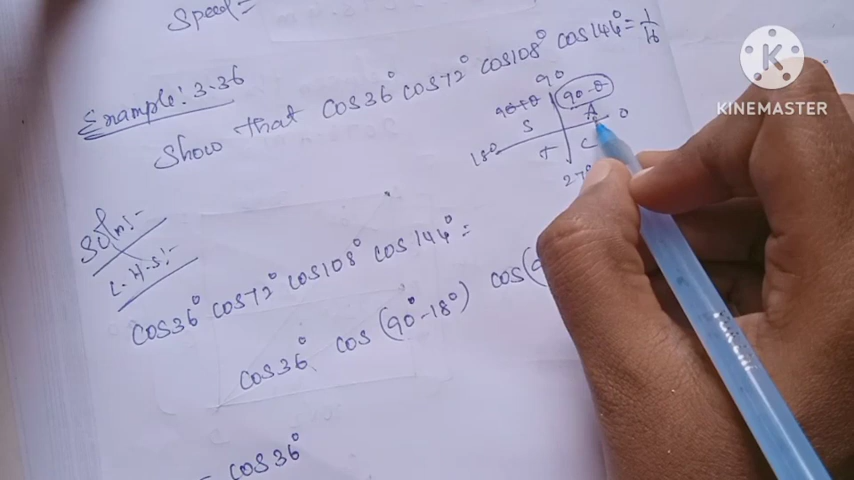 Speed=
Example: 3.36
Show that cos36° cos72° cos108° cos144° = 1/16
90
90+θ 90-θ
S A 0
180 T C
27
Soln:-
L.H.S:-
cos36° cos72° cos108° cos144° =
cos36° cos(90°-18°) cos(9
= cos36°
KINEMASTER